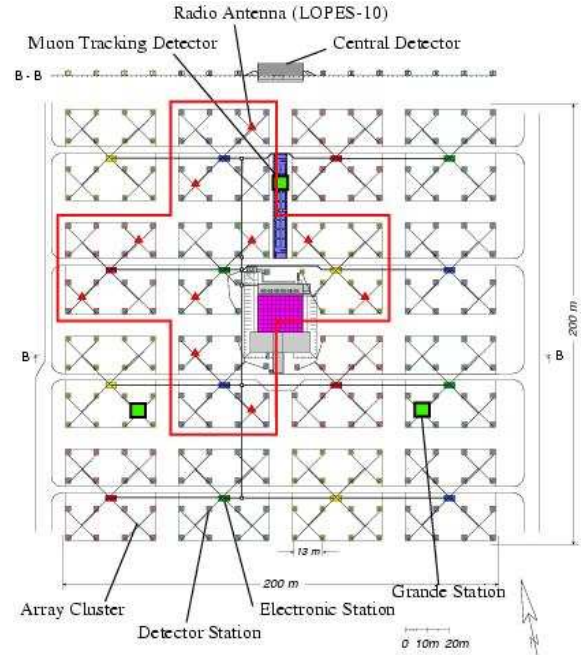 Radio Antenna (LOPES-10)
Muon Tracking Detector
Central Detector
B - B
200 m
B
B
13 m
200 m
Grande Station
Array Cluster
Electronic Station
Detector Station
0 10m 20m